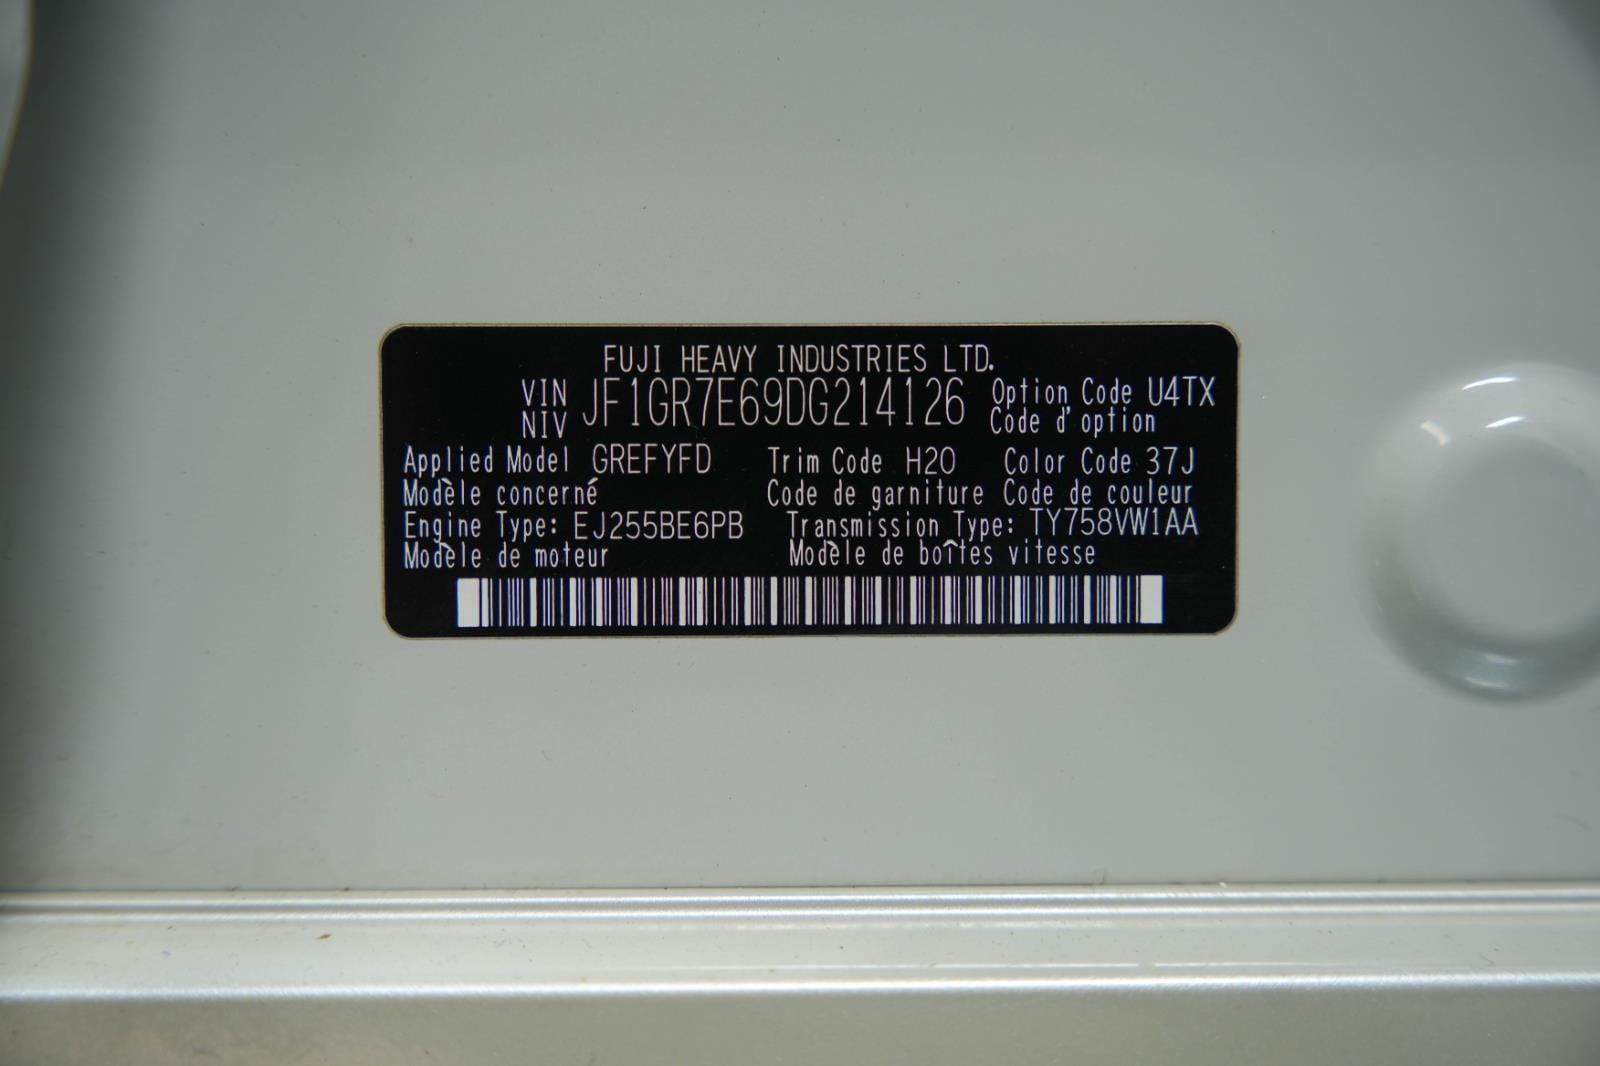 FUJI HEAVY INDUSTRIES LTD.
VIN NIV JF1GR7E69DG214126 Option Code U4TX
Code d'option
Applied Model GREFYFD Trim Code H20 Color Code 37J
Modèle concerné Code de garniture Code de couleur
Engine Type: EJ255BE6PB Transmission Type: TY758VW1AA
Modèle de moteur Modèle de boîtes vitesse